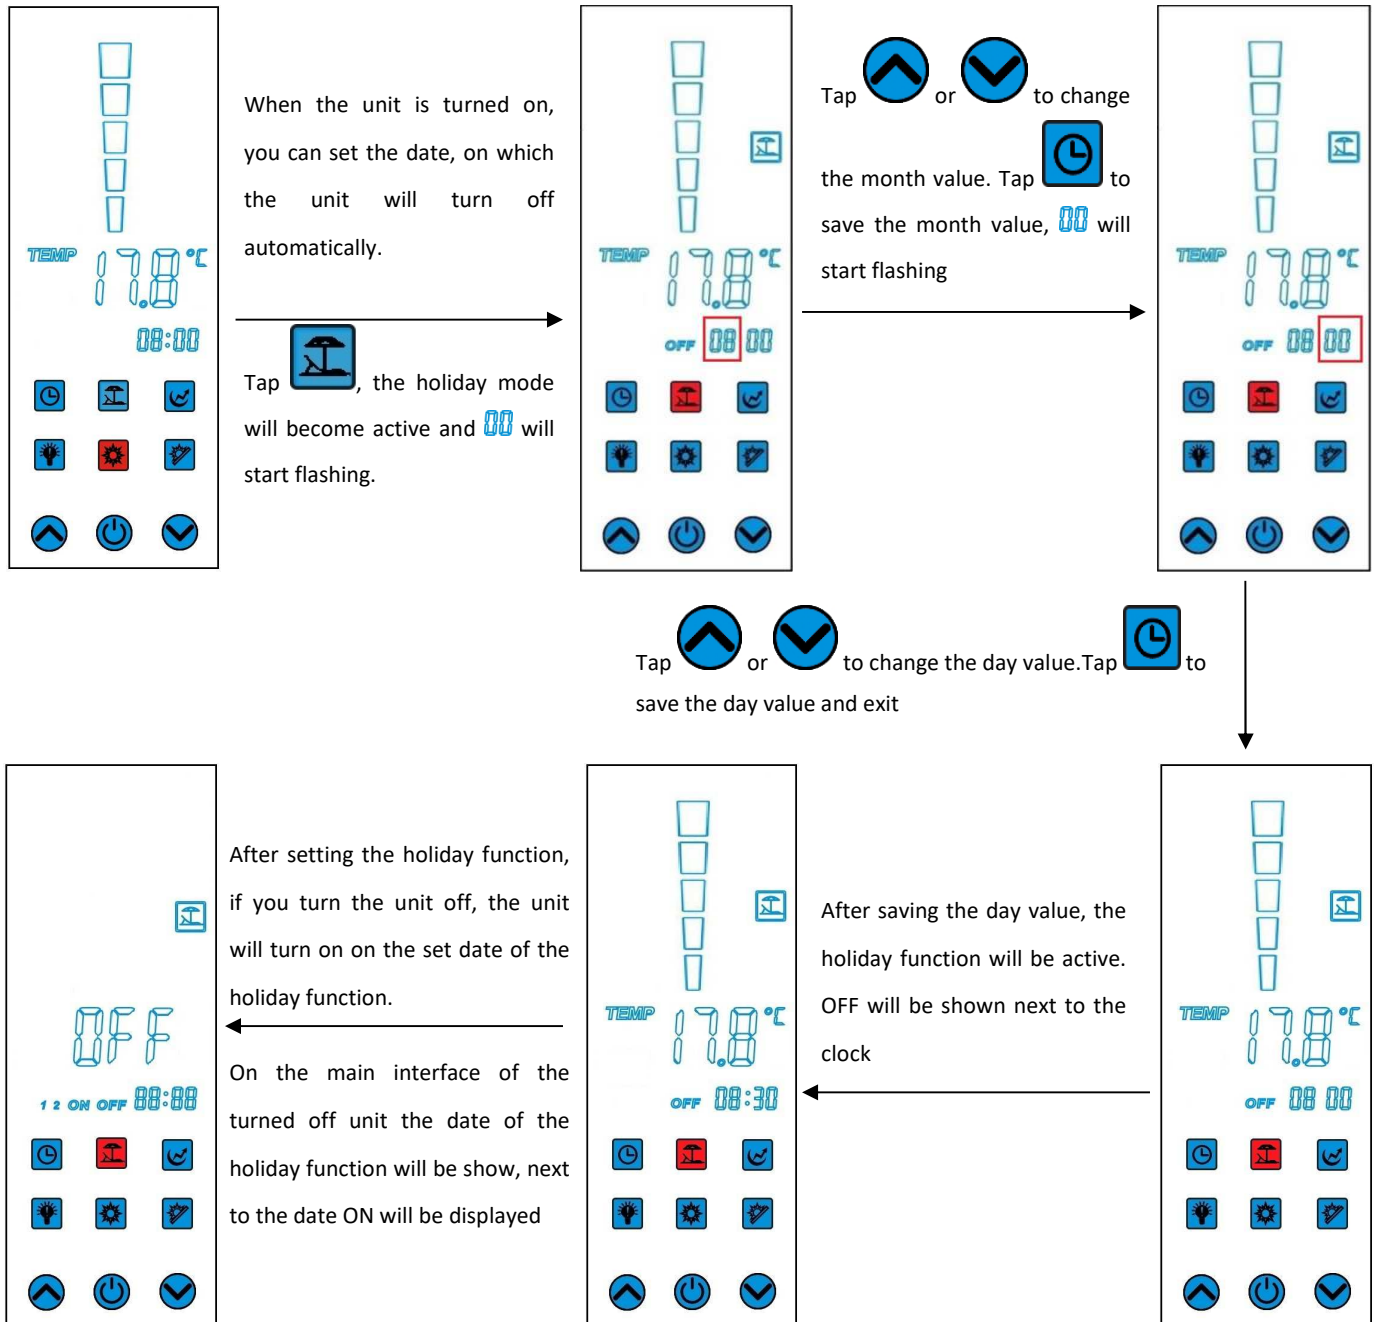 When the unit is turned on,
you can set the date, on which
the unit will turn off
automatically.
Tap , the holiday mode
will become active and 00 will
start flashing.
TEMP 17.8 °C
08:00
TEMP 17.8 °C
OFF 08 00
Tap or to change
the month value. Tap to
save the month value, 00 will
start flashing
TEMP 17.8 °C
OFF 08 00
Tap or to change the day value.Tap to
save the day value and exit
TEMP 17.8 °C
OFF 08 00
After saving the day value, the
holiday function will be active.
OFF will be shown next to the
clock
TEMP 17.8 °C
OFF 08:30
After setting the holiday function,
if you turn the unit off, the unit
will turn on on the set date of the
holiday function.
On the main interface of the
turned off unit the date of the
holiday function will be show, next
to the date ON will be displayed
OFF
1 2 ON OFF 88:88